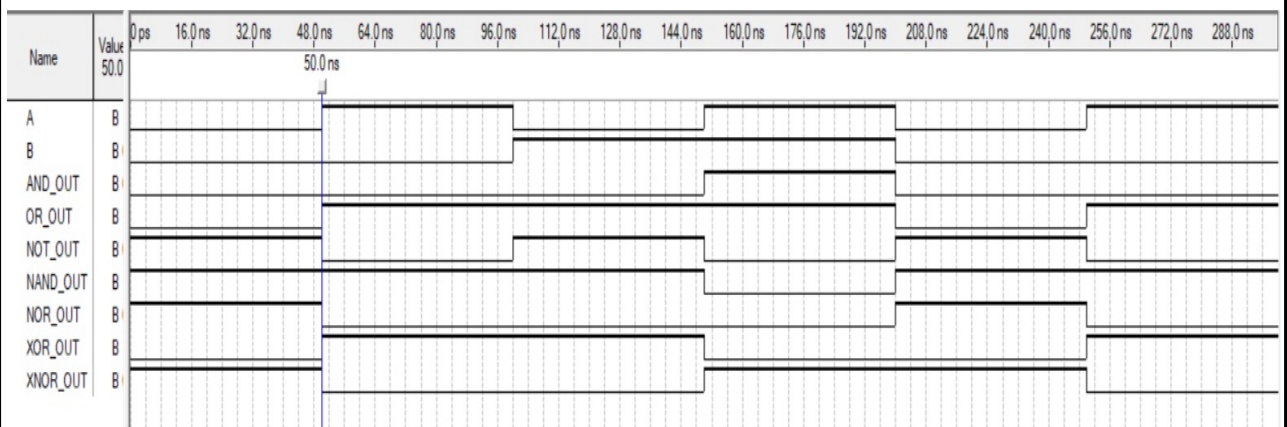 Name
Value
50.0
0 ps 16.0 ns 32.0 ns 48.0 ns 64.0 ns 80.0 ns 96.0 ns 112.0 ns 128.0 ns 144.0 ns 160.0 ns 176.0 ns 192.0 ns 208.0 ns 224.0 ns 240.0 ns 256.0 ns 272.0 ns 288.0 ns
50.0 ns
A B
B B
AND_OUT B
OR_OUT B
NOT_OUT B
NAND_OUT B
NOR_OUT B
XOR_OUT B
XNOR_OUT B